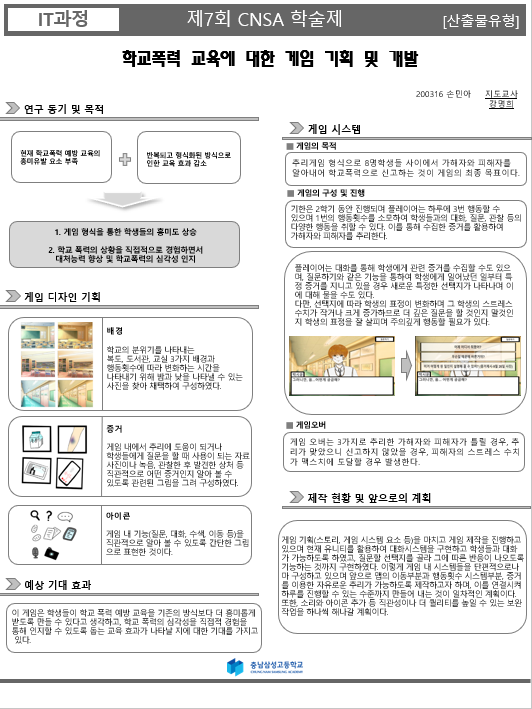 IT과정
제7회 CNSA 학술제
[산출물유형]
학교폭력 교육에 대한 게임 기획 및 개발
200316 손민아
지도교사
강명희
연구 동기 및 목적
현재 학교폭력 예방 교육의
흥미유발 요소 부족
반복되고 형식화된 방식으로
인한 교육 효과 감소
1. 게임 형식을 통한 학생들의 흥미도 상승
2. 학교 폭력의 상황을 직접적으로 경험하면서
대처능력 향상 및 학교폭력의 심각성 인지
게임 디자인 기획
배경
학교의 분위기를 나타내는
복도, 도서관, 교실 3가지 배경과
행동횟수에 따라 변화하는 시간을
나타내기 위해 밤과 낮을 나타낼 수 있는
사진을 찾아 채택하여 구성하였다.
증거
게임 내에서 추리에 도움이 되거나
학생들에게 질문을 할 때 사용이 되는 자료
사진이나 녹음, 관찰한 후 발견한 상처 등
직관적으로 어떤 증거인지 알아 볼 수
있도록 관련된 그림을 그려 구성하였다.
아이콘
게임 내 기능(질문, 대화, 수색, 이동 등)을
직관적으로 알아 볼 수 있도록 간단한 그림
으로 표현한 것이다.
예상 기대 효과
이 게임은 학생들이 학교 폭력 예방 교육을 기존의 방식보다 더 흥미롭게
받도록 만들 수 있다고 생각하고, 학교 폭력의 심각성을 직접적 경험을
통해 인지할 수 있도록 돕는 교육 효과가 나타날 지에 대한 기대를 가지고
있다.
게임 시스템
게임의 목적
추리게임 형식으로 8명학생들 사이에서 가해자와 피해자를
알아내어 학교폭력으로 신고하는 것이 게임의 최종 목표이다.
게임의 구성 및 진행
기한은 2학기 동안 진행되며 플레이어는 하루에 3번 행동할 수
있으며 1번의 행동횟수를 소모하여 학생들과의 대화, 질문, 관찰 등의
다양한 행동을 취할 수 있다. 이를 통해 수집한 증거를 활용하여
가해자와 피해자를 추리한다.
플레이어는 대화를 통해 학생에게 관련 증거를 수집할 수도 있으
며, 질문하기와 같은 기능을 통하여 학생에게 일어났던 일부터 특
정 증거를 지니고 있을 경우 새로운 특정한 선택지가 나타나며 이
에 대해 물을 수도 있다.
다만, 선택지에 따라 학생의 표정이 변화하며 그 학생의 스트레스
수치가 작거나 크게 증가하므로 더 깊은 질문을 할 것인지 말것인
지 학생의 표정을 잘 살피며 주의깊게 행동할 필요가 있다.
게임오버
게임 오버는 3가지로 추리한 가해자와 피해자가 틀릴 경우, 추
리가 맞았으니 신고하지 않았을 경우, 피해자의 스트레스 수치
가 맥스치에 도달할 경우 발생한다.
제작 현황 및 앞으로의 계획
게임 기획(스토리, 게임 시스템 요소 등)을 마치고 게임 제작을 진행하고
있으며 현재 유니티를 활용하여 대화시스템을 구현하고 학생들과 대화
가 가능하도록 하였고, 질문할 선택지를 골라 그에 따른 반응이 나오도록
기능하는 것까지 구현하였다. 이렇게 게임 내 시스템들을 단편적으로나
마 구성하고 있으며 앞으로 맵의 이동부분과 행동횟수 시스템부분, 증거
를 이용한 자유로운 추리가 가능하도록 제작하고자 하며, 이를 연결시켜
하루를 진행할 수 있는 수준까지 만들어 내는 것이 일차적인 계획이다.
또한, 소리와 아이콘 추가 등 직관성이나 더 퀄리티를 높일 수 있는 보완
작업을 하나씩 해나갈 계획이다.
충남삼성고등학교
CHUNGNAM SAMSUNG ACADEMY